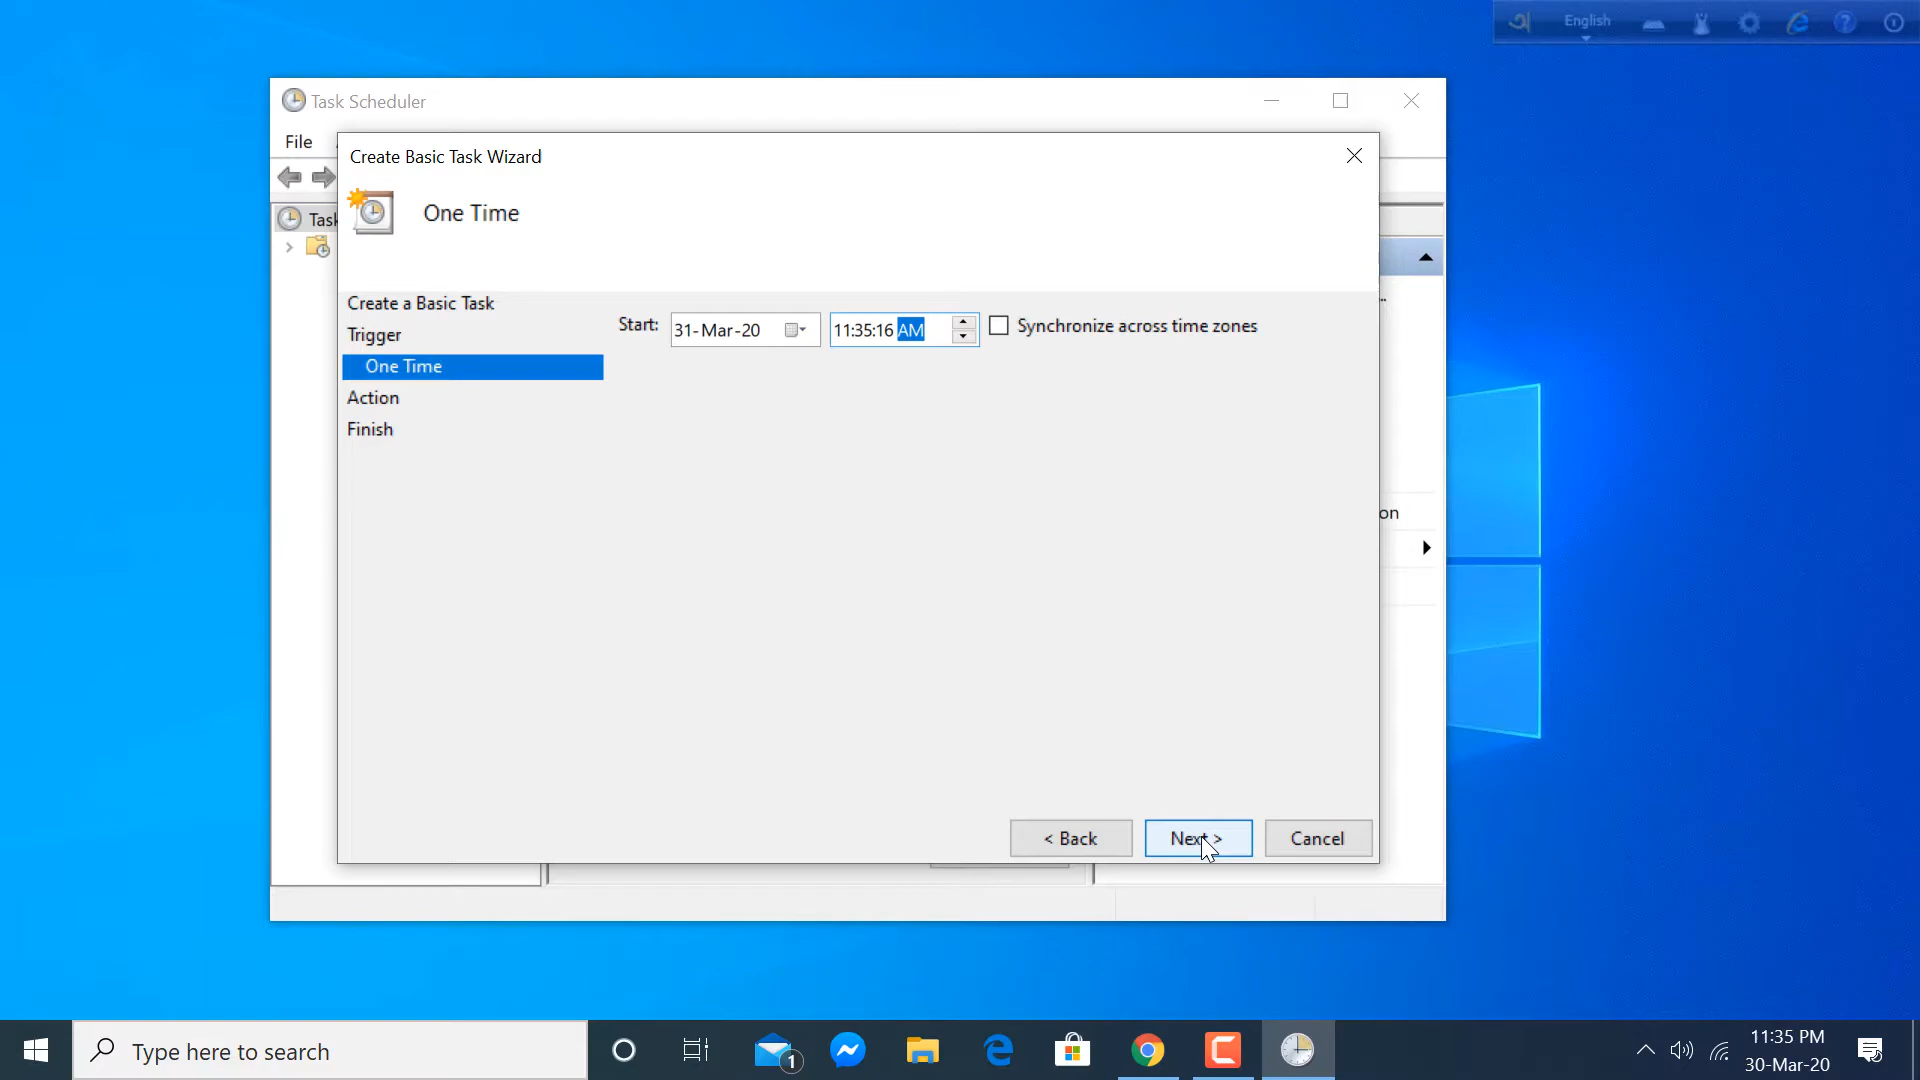 English
Task Scheduler
File
Create Basic Task Wizard
One Time
Task
Create a Basic Task
Trigger
One Time
Action
Finish
Start:
31-Mar-20
11:35:16 AM
Synchronize across time zones
on
< Back
Next >
Cancel
Type here to search
1
11:35 PM
30-Mar-20